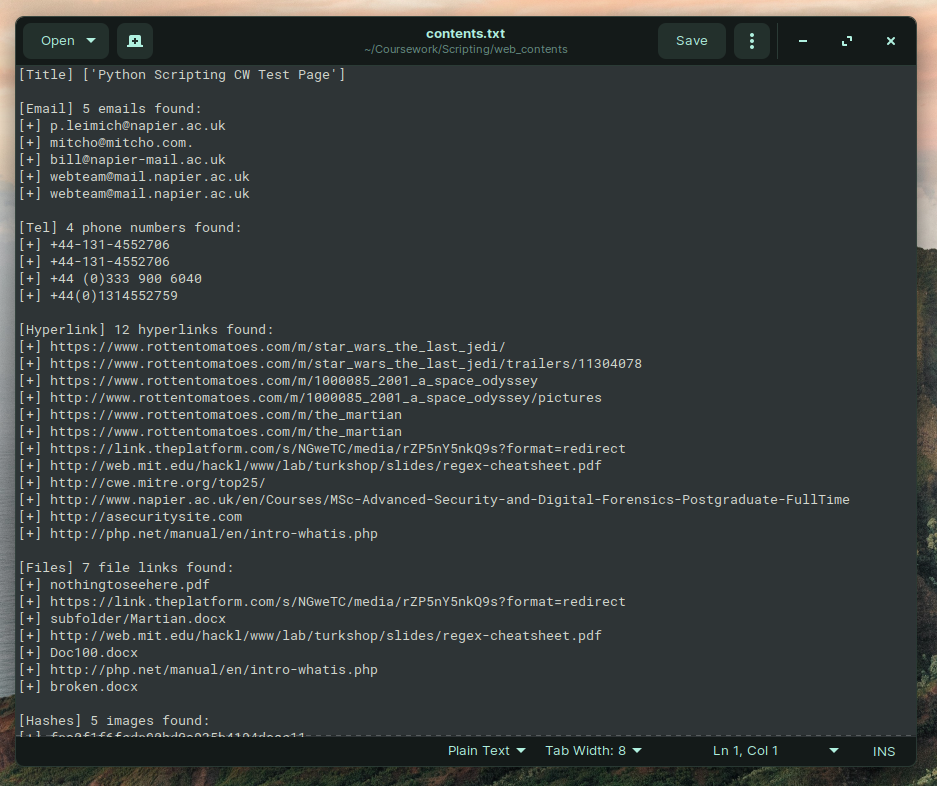 Open
contents.txt
~/Coursework/Scripting/web_contents
Save
[Title] ['Python Scripting CW Test Page']
[Email] 5 emails found:
[+] p.leimich@napier.ac.uk
[+] mitcho@mitcho.com.
[+] bill@napier-mail.ac.uk
[+] webteam@mail.napier.ac.uk
[+] webteam@mail.napier.ac.uk
[Tel] 4 phone numbers found:
[+] +44-131-4552706
[+] +44-131-4552706
[+] +44 (0)333 900 6040
[+] +44(0)1314552759
[Hyperlink] 12 hyperlinks found:
[+] https://www.rottentomatoes.com/m/star_wars_the_last_jedi/
[+] https://www.rottentomatoes.com/m/star_wars_the_last_jedi/trailers/11304078
[+] https://www.rottentomatoes.com/m/1000085_2001_a_space_odyssey
[+] http://www.rottentomatoes.com/m/1000085_2001_a_space_odyssey/pictures
[+] https://www.rottentomatoes.com/m/the_martian
[+] https://www.rottentomatoes.com/m/the_martian
[+] https://link.theplatform.com/s/NGweTC/media/rZP5nY5nkQ9s?format=redirect
[+] http://web.mit.edu/hackl/www/lab/turkshop/slides/regex-cheatsheet.pdf
[+] http://cwe.mitre.org/top25/
[+] http://www.napier.ac.uk/en/Courses/MSc-Advanced-Security-and-Digital-Forensics-Postgraduate-FullTime
[+] http://asecuritysite.com
[+] http://php.net/manual/en/intro-whatis.php
[Files] 7 file links found:
[+] nothingtoseehere.pdf
[+] https://link.theplatform.com/s/NGweTC/media/rZP5nY5nkQ9s?format=redirect
[+] subfolder/Martian.docx
[+] http://web.mit.edu/hackl/www/lab/turkshop/slides/regex-cheatsheet.pdf
[+] Doc100.docx
[+] http://php.net/manual/en/intro-whatis.php
[+] broken.docx
[Hashes] 5 images found:
[+]
Plain Text
Tab Width: 8
Ln 1, Col 1
INS